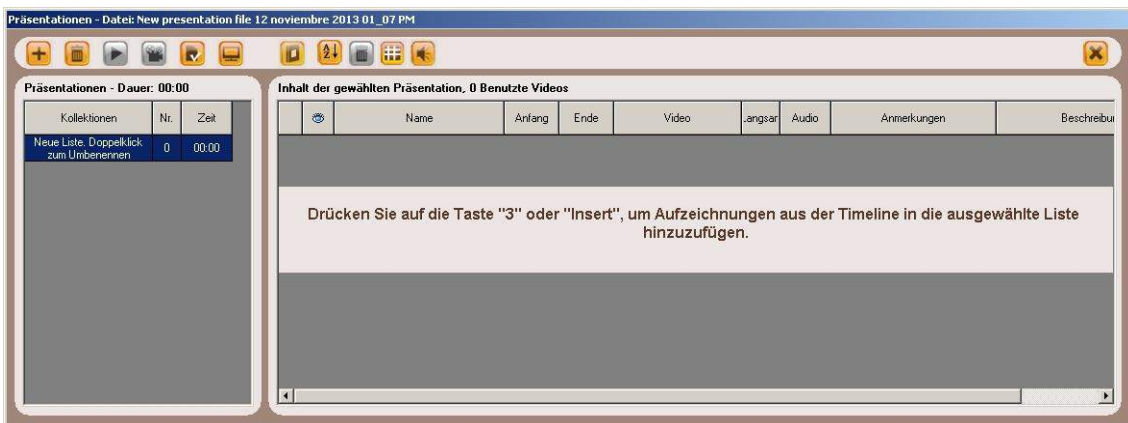 Präsentationen - Datei: New presentation file 12 noviembre 2013 01_07 PM
Präsentationen - Dauer: 00:00
Inhalt der gewählten Präsentation, 0 Benutzte Videos
Kollektionen Nr. Zeit
Name Anfang Ende Video .angsar Audio Anmerkungen Beschreibur
Neue Liste. Doppelklick
zum Umbenennen 0 00:00
Drücken Sie auf die Taste "3" oder "Insert", um Aufzeichnungen aus der Timeline in die ausgewählte Liste
hinzuzufügen.